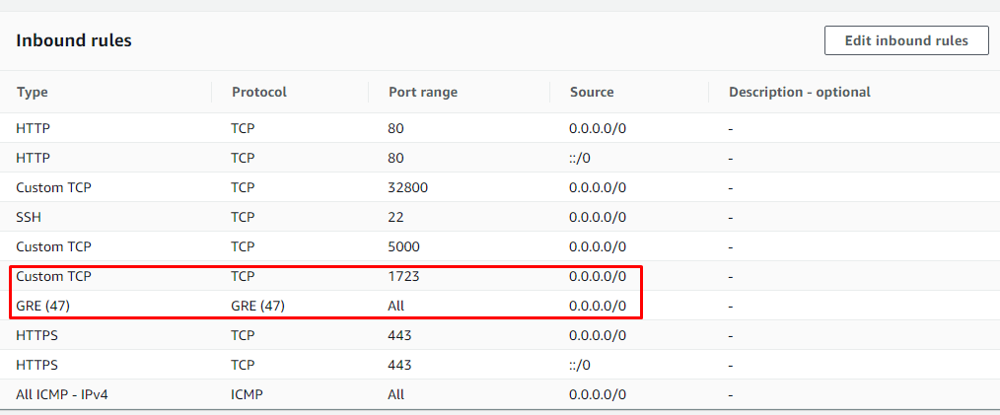 Inbound rules
Edit inbound rules
Type Protocol Port range Source Description - optional
HTTP TCP 80 0.0.0.0/0 -
HTTP TCP 80 ::/0 -
Custom TCP TCP 32800 0.0.0.0/0 -
SSH TCP 22 0.0.0.0/0 -
Custom TCP TCP 5000 0.0.0.0/0 -
Custom TCP TCP 1723 0.0.0.0/0 -
GRE (47) GRE (47) All 0.0.0.0/0 -
HTTPS TCP 443 0.0.0.0/0 -
HTTPS TCP 443 ::/0 -
All ICMP - IPv4 ICMP All 0.0.0.0/0 -